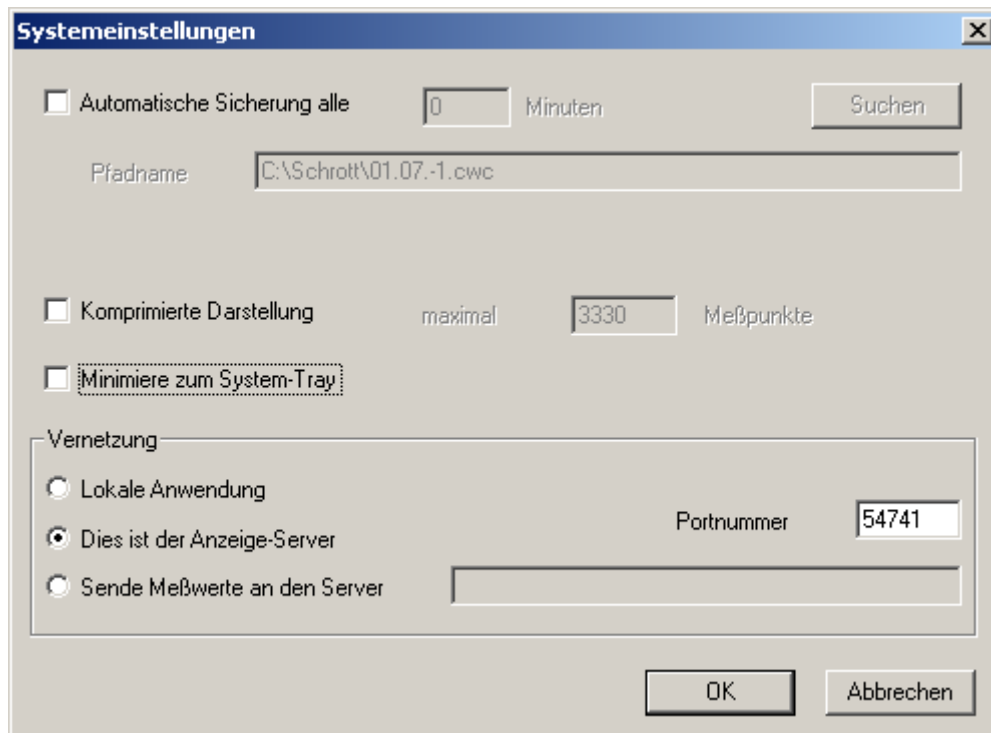 Systemeinstellungen
Automatische Sicherung alle 0 Minuten Suchen
Pfadname C:\Schrott\01.07.-1.cwc
Komprimierte Darstellung maximal 3330 Meßpunkte
Minimiere zum System-Tray
Vernetzung
Lokale Anwendung
Portnummer 54741
Dies ist der Anzeige-Server
Sende Meßwerte an den Server
OK Abbrechen